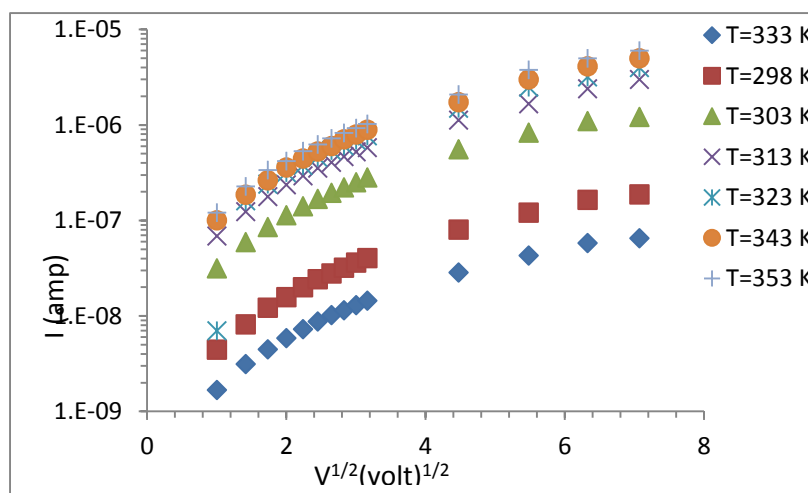 1.E-05
1.E-06
1.E-07
1.E-08
1.E-09
I (amp)
0
2
4
6
8
V^{1/2}(volt)^{1/2}
T=333 K
T=298 K
T=303 K
T=313 K
T=323 K
T=343 K
T=353 K